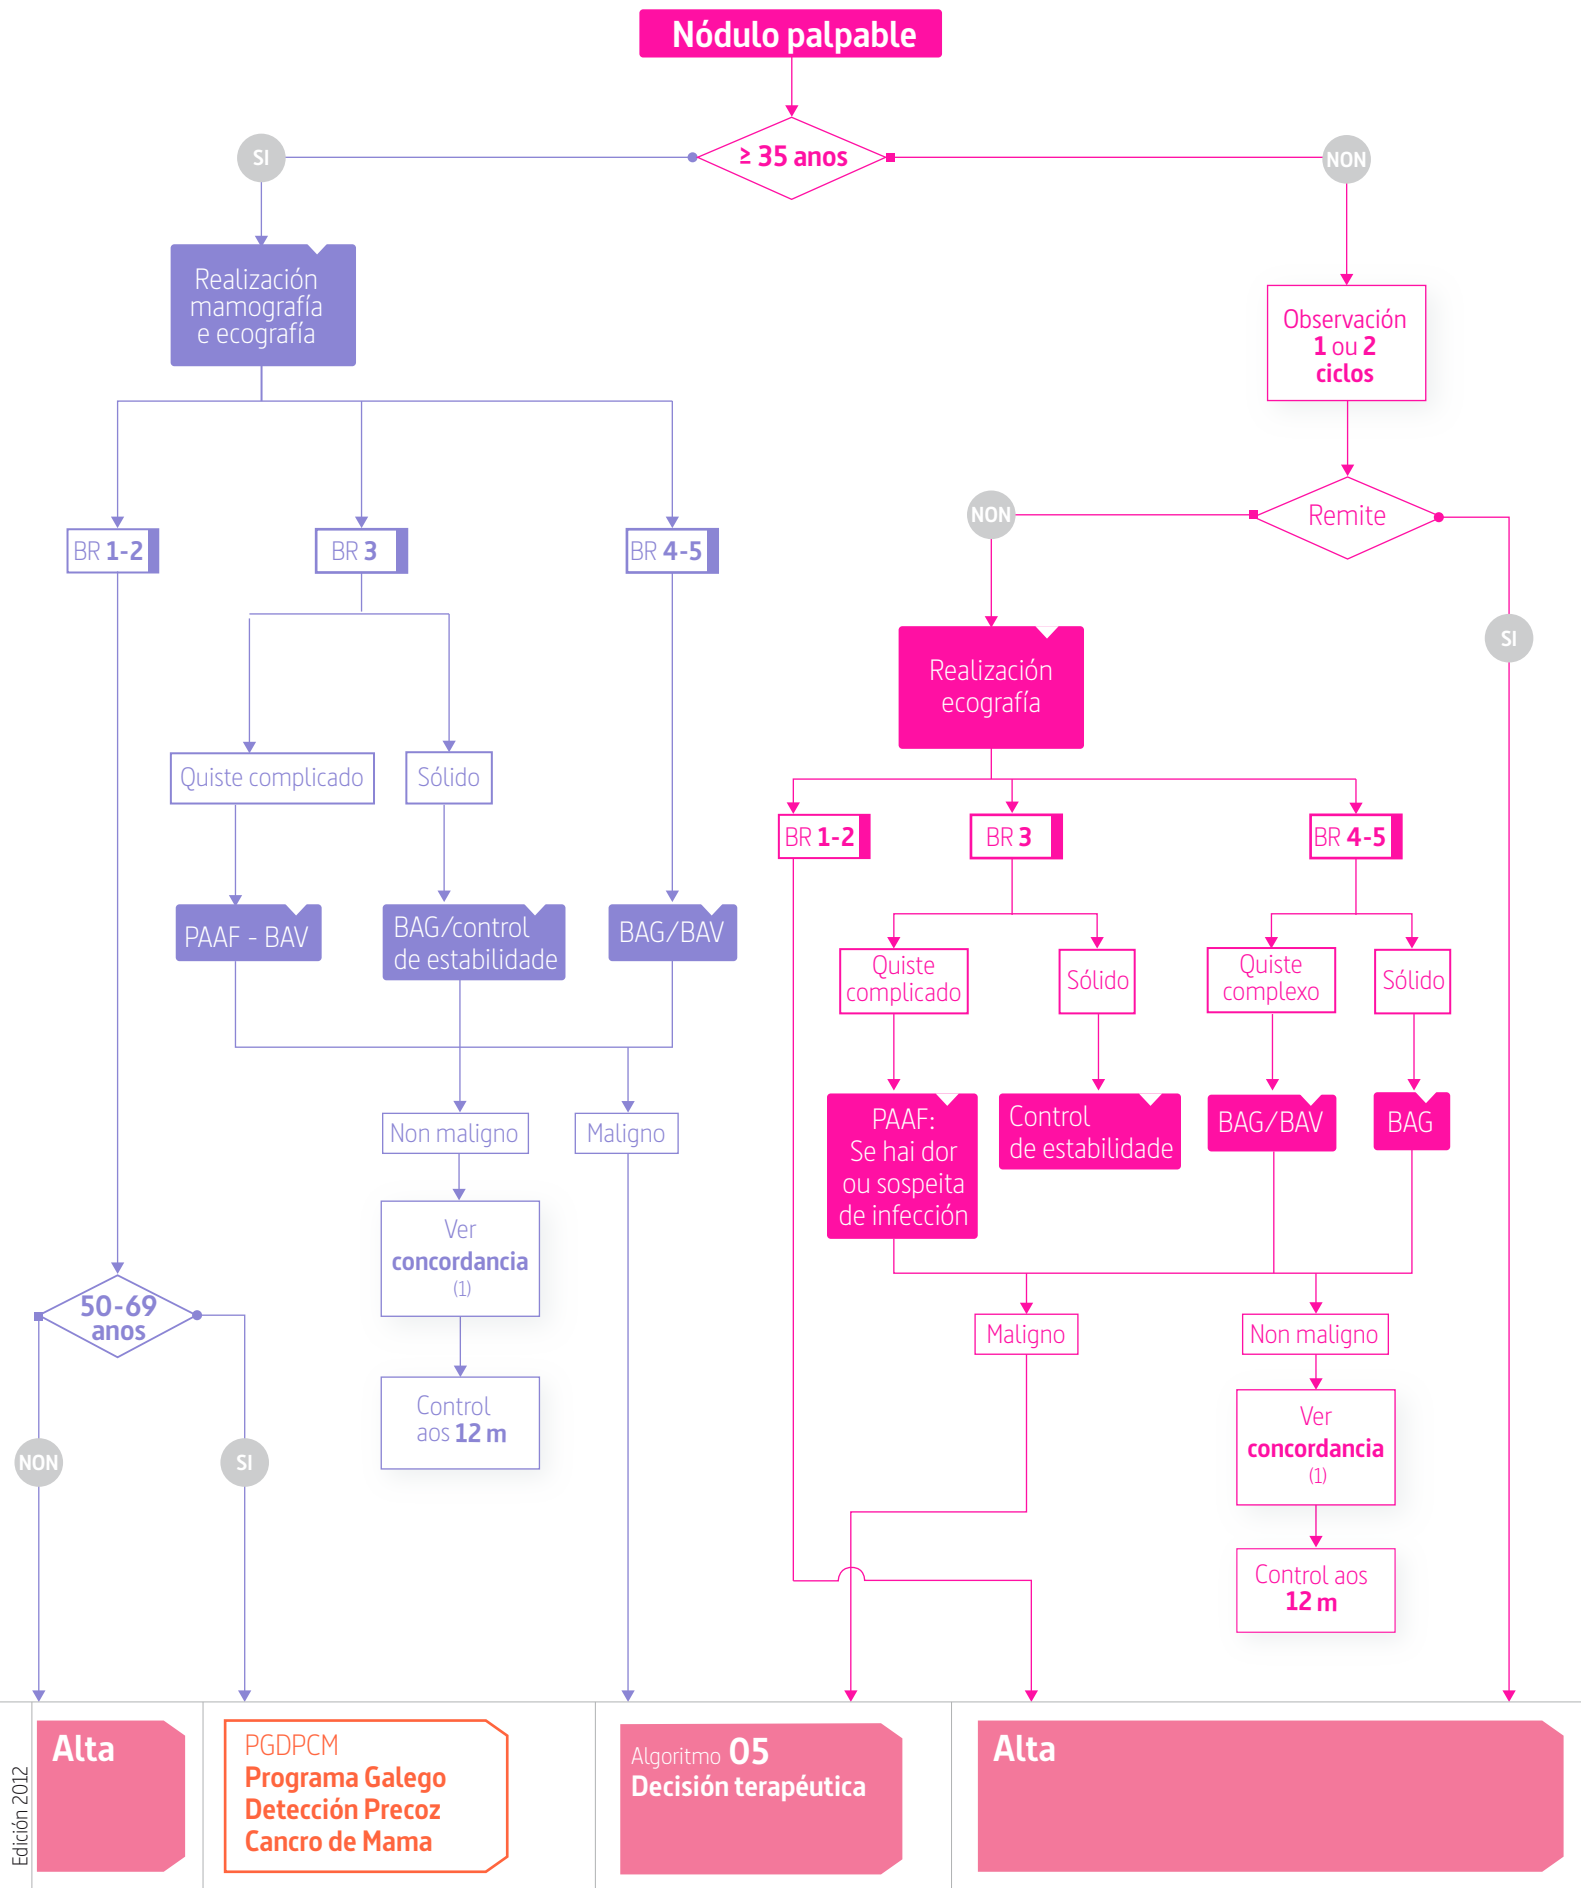 Nódulo palpable
≥ 35 anos
SI
NON
Realización
mamografía
e ecografía
Observación
1 ou 2
ciclos
Remite
NON
SI
BR 1-2
BR 3
BR 4-5
Realización
ecografía
Quiste complicado
Sólido
BR 1-2
BR 3
BR 4-5
PAAF - BAV
BAG/control
de estabilidade
BAG/BAV
Quiste
complicado
Sólido
Quiste
complexo
Sólido
Non maligno
Maligno
PAAF:
Se hai dor
ou sospeita
de infección
Control
de estabilidade
BAG/BAV
BAG
Ver
concordancia
(1)
50-69
anos
Maligno
Non maligno
Control
aos 12 m
NON
SI
Ver
concordancia
(1)
Control aos
12 m
Edición 2012
Alta
PGDPCM
Programa Galego
Detección Precoz
Cancro de Mama
Algoritmo 05
Decisión terapéutica
Alta